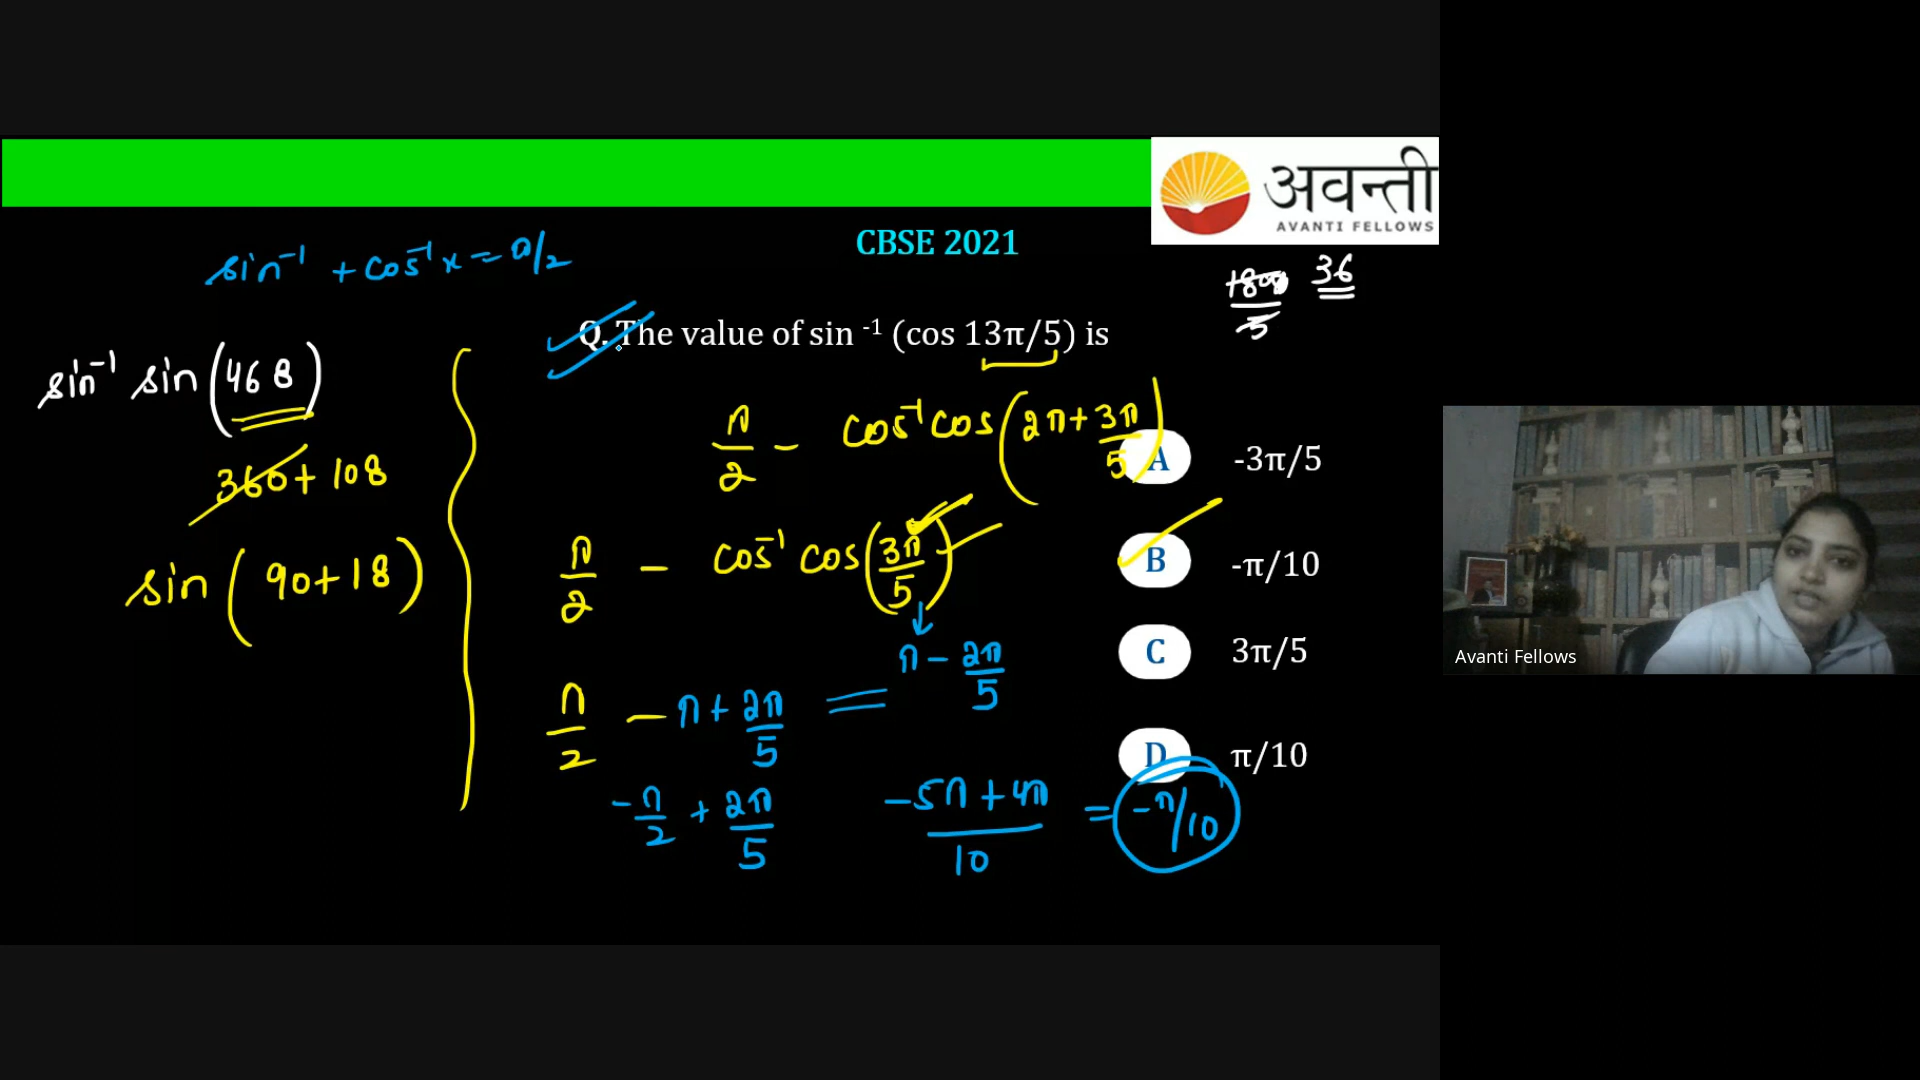 अवन्ती
AVANTI FELLOWS
CBSE 2021
sin⁻¹ + cos⁻¹ x = π/2
36
5
Q. The value of sin ⁻¹ (cos 13π/5) is
sin⁻¹ sin (468)
360 + 108
sin (90+18)
π/2 - cos⁻¹ cos (2π + 3π/5)
π/2 - cos⁻¹ cos (3π/5)
π - 2π/5
π/2 - π + 2π/5 =
-π/2 + 2π/5
-5π + 4π / 10 = -π/10
A -3π/5
B -π/10
C 3π/5
D π/10
Avanti Fellows